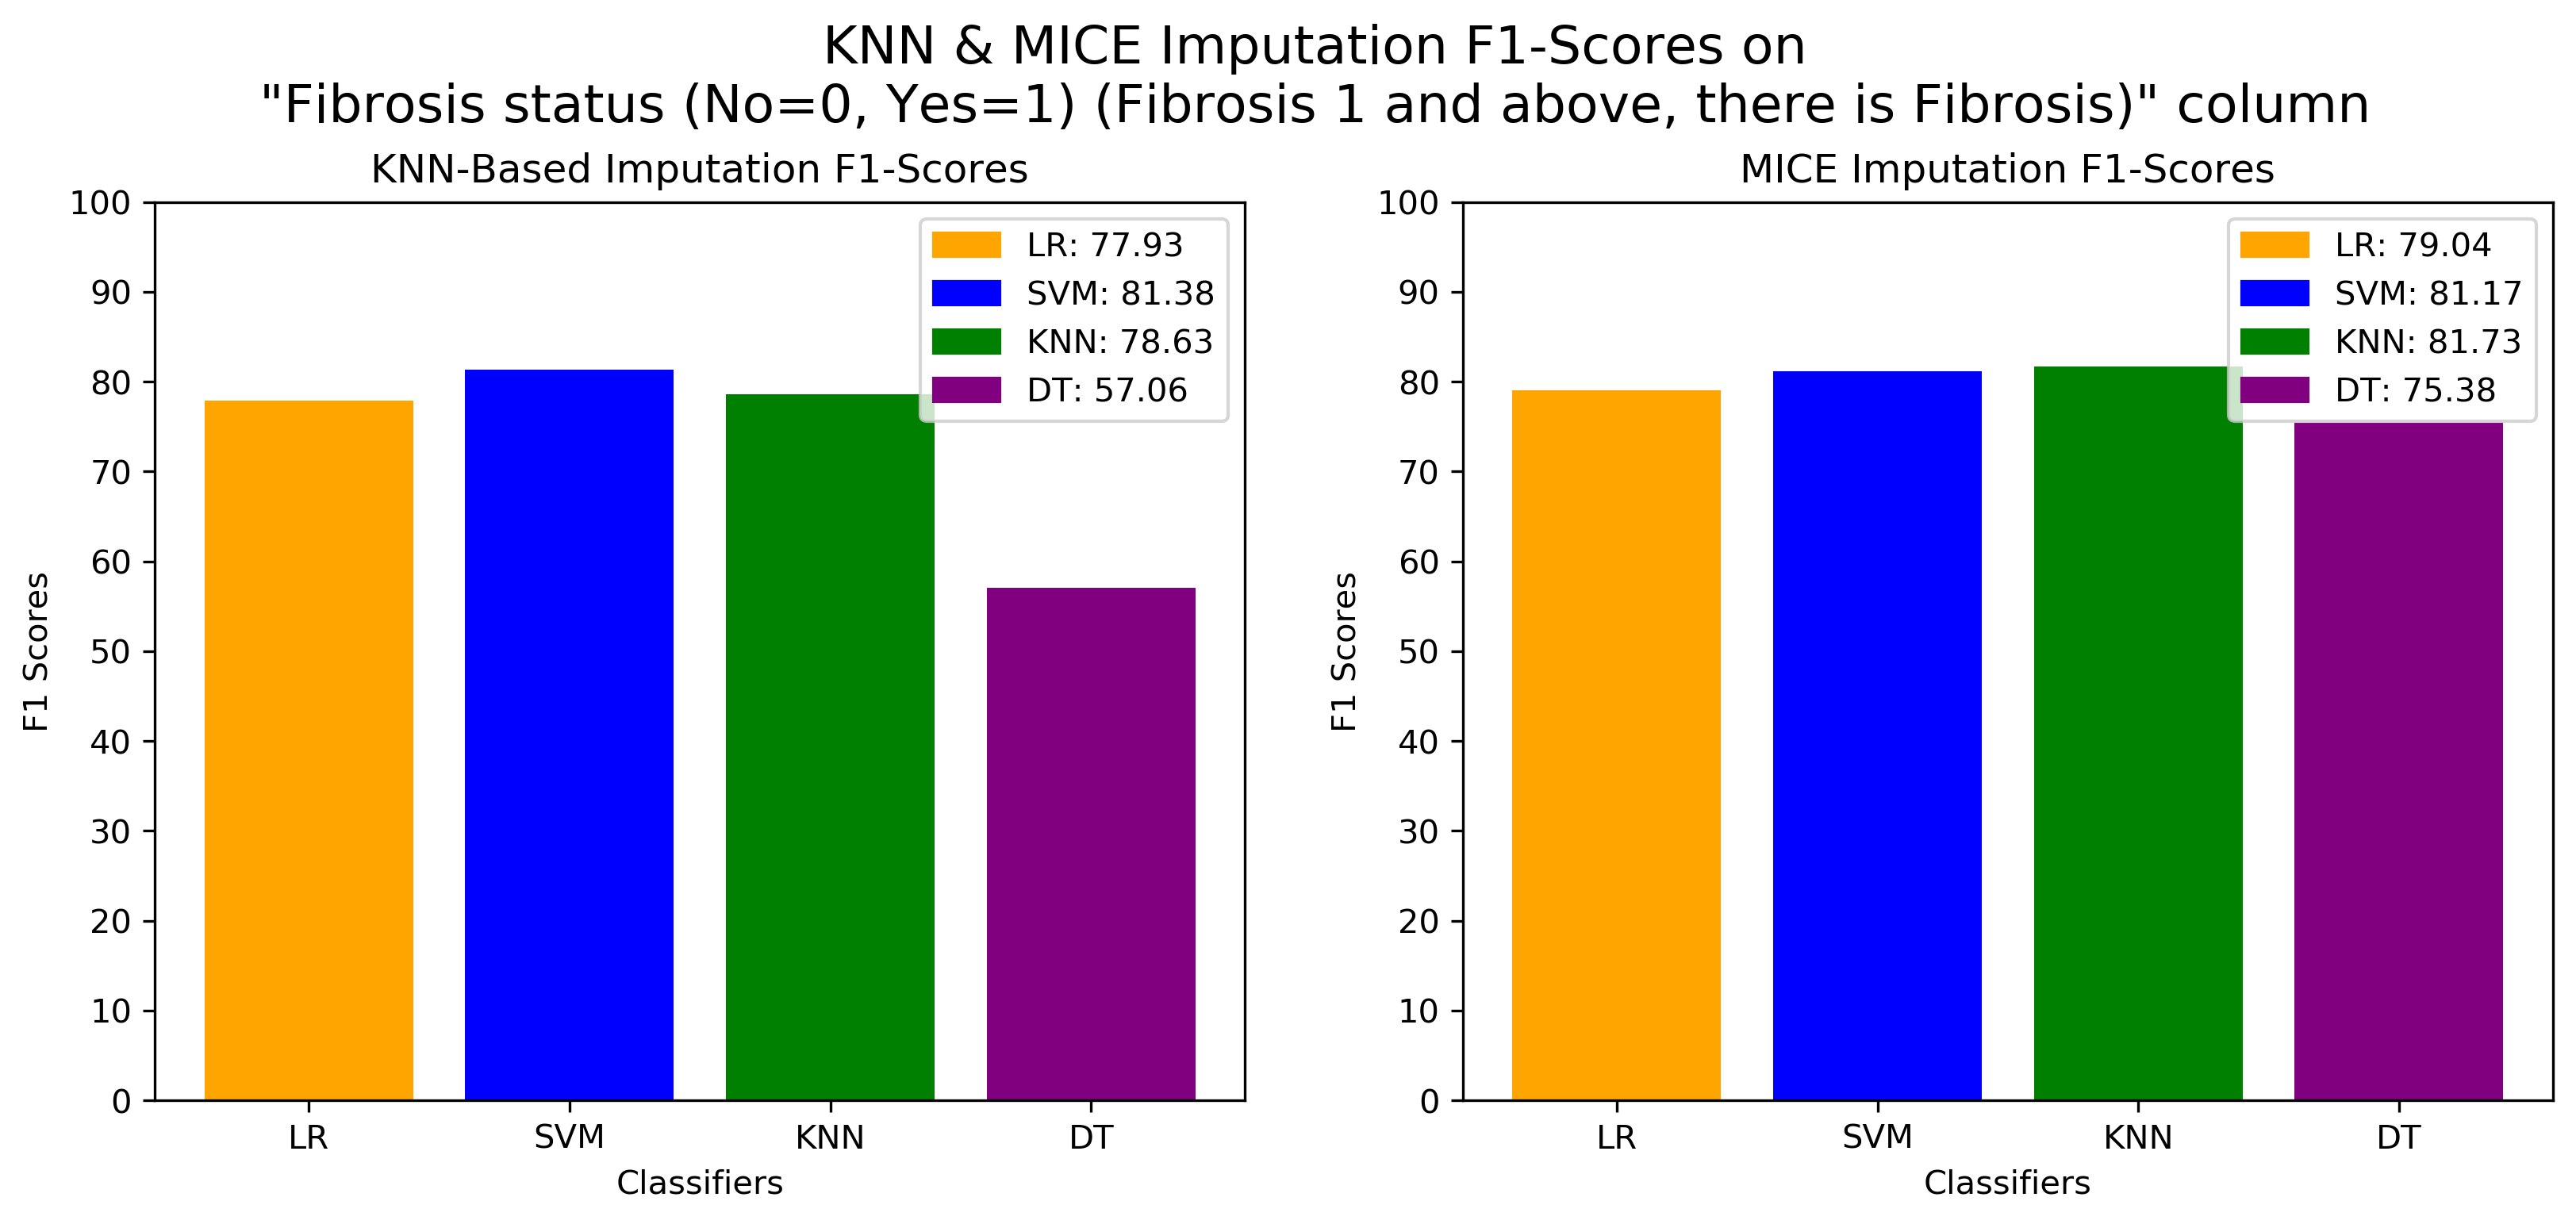 KNN & MICE Imputation F1-Scores on
"Fibrosis status (No=0, Yes=1) (Fibrosis 1 and above, there is Fibrosis)" column
KNN-Based Imputation F1-Scores
100
90
80
70
60
50
40
30
20
10
0
F1 Scores
LR: 77.93
SVM: 81.38
KNN: 78.63
DT: 57.06
LR
SVM
KNN
DT
Classifiers
MICE Imputation F1-Scores
100
90
80
70
60
50
40
30
20
10
0
F1 Scores
LR: 79.04
SVM: 81.17
KNN: 81.73
DT: 75.38
LR
SVM
KNN
DT
Classifiers